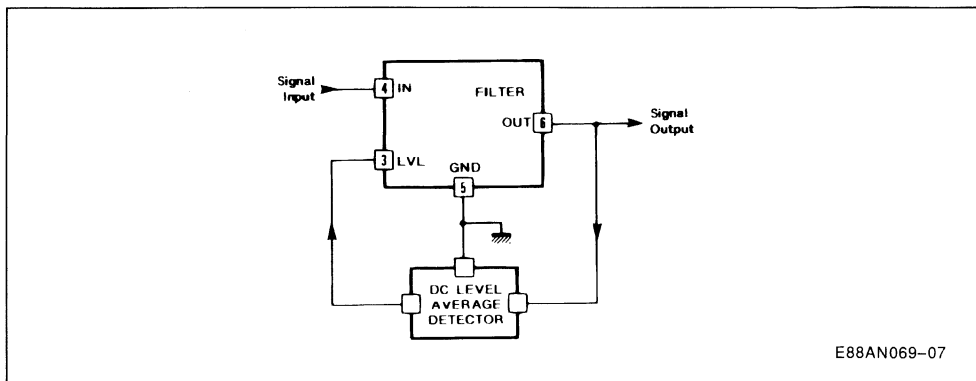 Signal
Input
4 IN
FILTER
OUT 6
Signal
Output
3 LVL
GND
5
DC LEVEL
AVERAGE
DETECTOR
E88AN069-07